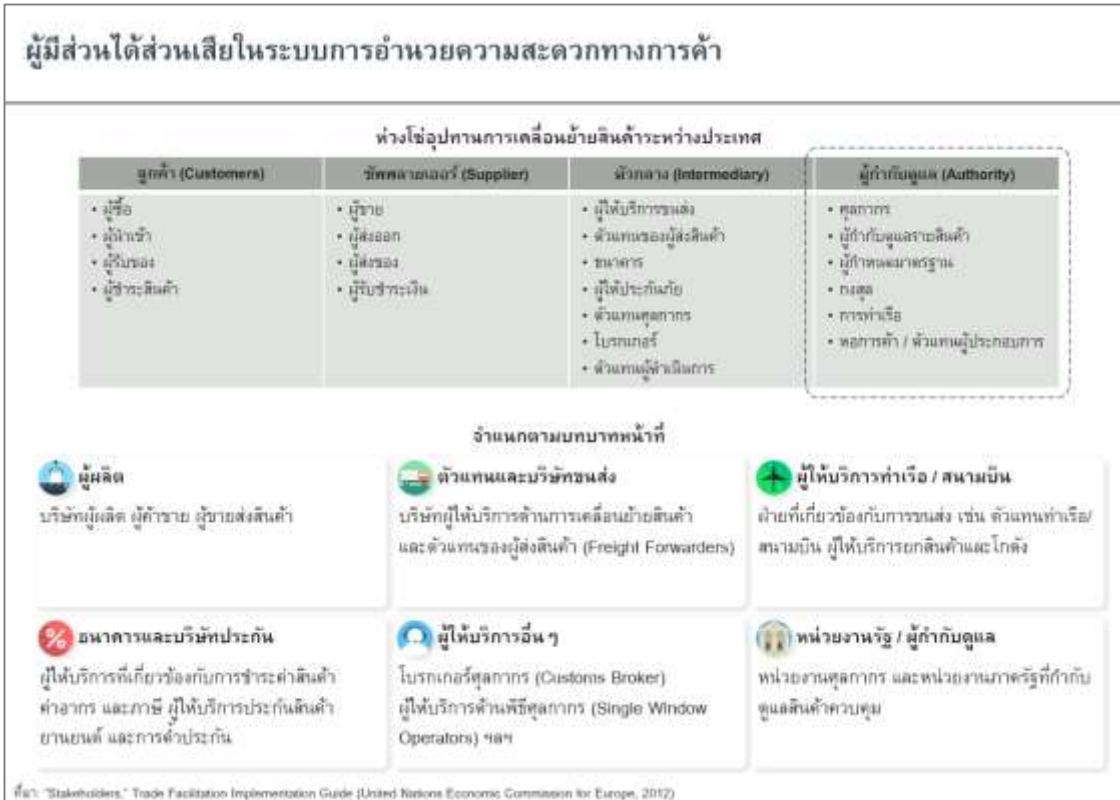 ผู้มีส่วนได้ส่วนเสียในระบบการอำนวยความสะดวกทางการค้า
ห่วงโซ่อุปทานการเคลื่อนย้ายสินค้าระหว่างประเทศ
ลูกค้า (Customers)
• ผู้ซื้อ
• ผู้นำเข้า
• ผู้รับของ
• ผู้ชำระสินค้า
ซัพพลายเออร์ (Supplier)
• ผู้ขาย
• ผู้ส่งออก
• ผู้ส่งของ
• ผู้รับชำระเงิน
ตัวกลาง (Intermediary)
• ผู้ให้บริการขนส่ง
• ตัวแทนของผู้ส่งสินค้า
• ธนาคาร
• ผู้ให้ประกันภัย
• ตัวแทนศุลกากร
• โบรกเกอร์
• ตัวแทนผู้ดำเนินการ
ผู้กำกับดูแล (Authority)
• ศุลกากร
• ผู้กำกับดูแลรายสินค้า
• ผู้กำหนดมาตรฐาน
• กงสุล
• การท่าเรือ
• หอการค้า / ตัวแทนผู้ประกอบการ
จำแนกตามบทบาทหน้าที่
ผู้ผลิต
บริษัทผู้ผลิต ผู้ค้าขาย ผู้ขายส่งสินค้า
ตัวแทนและบริษัทขนส่ง
บริษัทผู้ให้บริการด้านการเคลื่อนย้ายสินค้า
และตัวแทนของผู้ส่งสินค้า (Freight Forwarders)
ผู้ให้บริการท่าเรือ / สนามบิน
ฝ่ายที่เกี่ยวข้องกับการขนส่ง เช่น ตัวแทนท่าเรือ/
สนามบิน ผู้ให้บริการยกสินค้าและโกดัง
ธนาคารและบริษัทประกัน
ผู้ให้บริการที่เกี่ยวข้องกับการชำระค่าสินค้า
ค่าอากร และภาษี ผู้ให้บริการประกันสินค้า
ยานยนต์ และการค้ำประกัน
ผู้ให้บริการอื่น ๆ
โบรกเกอร์ศุลกากร (Customs Broker)
ผู้ให้บริการด้านพิธีศุลกากร (Single Window
Operators) ฯลฯ
หน่วยงานรัฐ / ผู้กำกับดูแล
หน่วยงานศุลกากร และหน่วยงานภาครัฐที่กำกับ
ดูแลสินค้าควบคุม
ที่มา: "Stakeholders," Trade Facilitation Implementation Guide (United Nations Economic Commission for Europe, 2012)